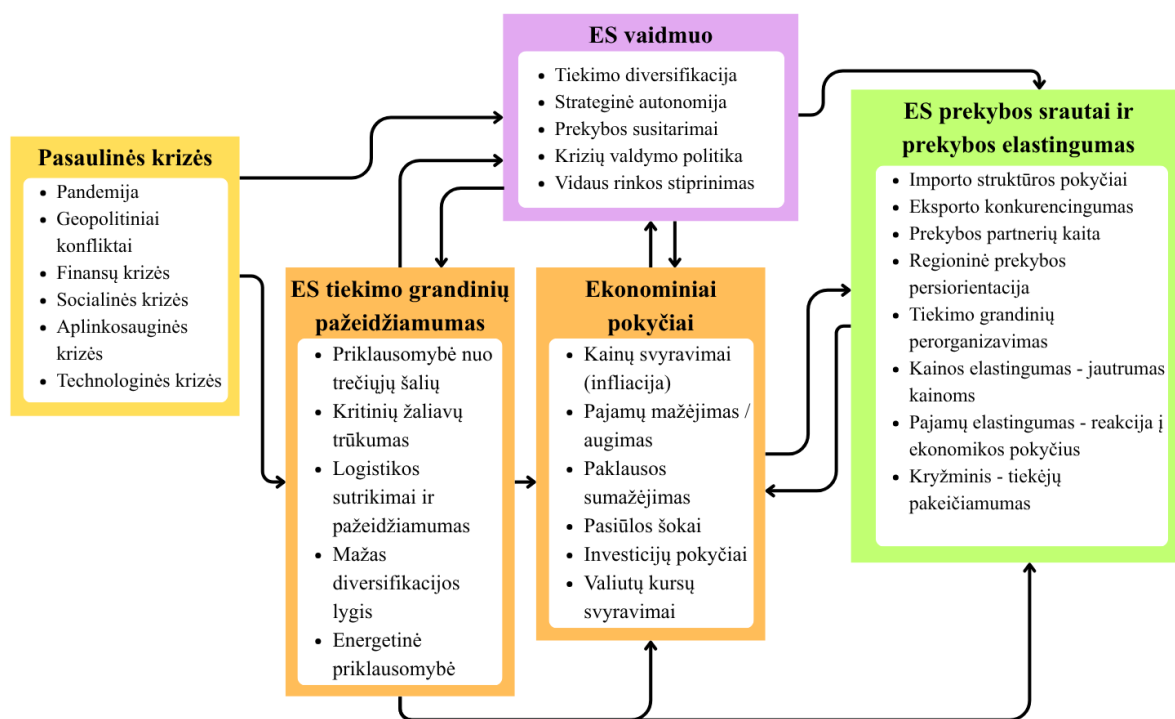 ES vaidmuo
Tiekimo diversifikacija
Strateginė autonomija
Prekybos susitarimai
Krizių valdymo politika
Vidaus rinkos stiprinimas
Pasaulinės krizės
Pandemija
Geopolitiniai
konfliktai
Finansų krizės
Socialinės krizės
Aplinkosauginės
krizės
Technologinės krizės
ES tiekimo grandinių
pažeidžiamumas
Priklausomybė nuo
trečiųjų šalių
Kritinių žaliavų
trūkumas
Logistikos
sutrikimai ir
pažeidžiamumas
Mažas
diversifikacijos
lygis
Energetinė
priklausomybė
Ekonominiai
pokyčiai
Kainų svyravimai
(infliacija)
Pajamų mažėjimas /
augimas
Paklausos
sumažėjimas
Pasiūlos šokai
Investicijų pokyčiai
Valiutų kursų
svyravimai
ES prekybos srautai ir
prekybos elastingumas
Importo struktūros pokyčiai
Eksporto konkurencingumas
Prekybos partnerių kaita
Regioninė prekybos
persiorientacija
Tiekimo grandinių
perorganizavimas
Kainos elastingumas - jautrumas
kainoms
Pajamų elastingumas - reakcija į
ekonomikos pokyčius
Kryžminis - tiekėjų
pakeičiamumas